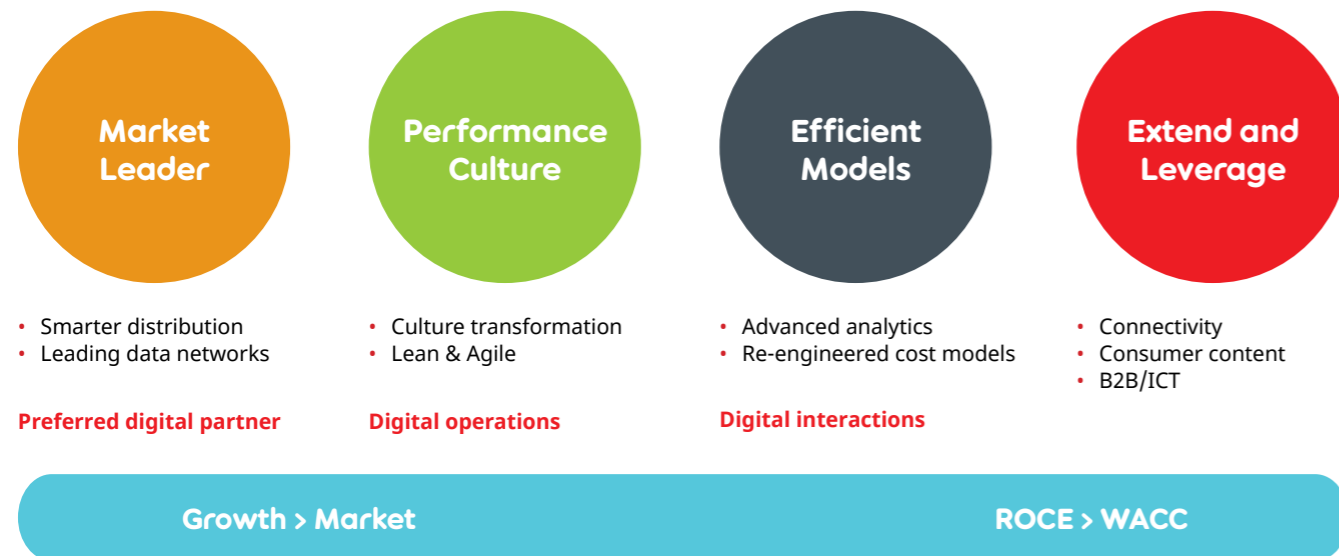 Market
Leader
Performance
Culture
Efficient
Models
Extend and
Leverage
• Smarter distribution
• Leading data networks
Preferred digital partner
• Culture transformation
• Lean & Agile
Digital operations
• Advanced analytics
• Re-engineered cost models
Digital interactions
• Connectivity
• Consumer content
• B2B/ICT
Growth > Market
ROCE > WACC